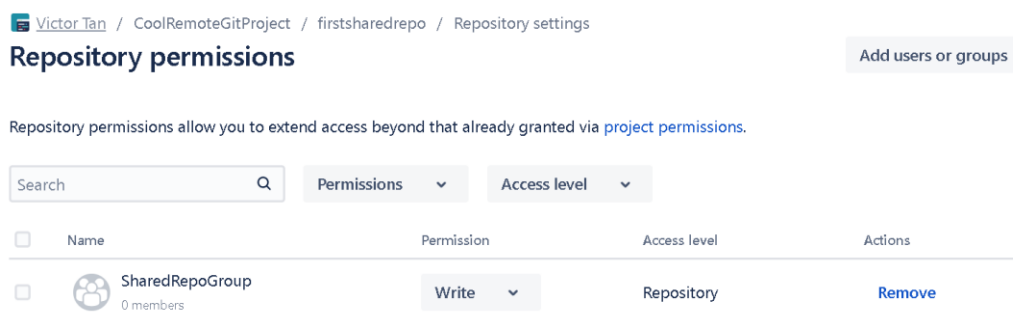 Victor Tan / CoolRemoteGitProject / firstsharedrepo / Repository settings
Repository permissions
Add users or groups
Repository permissions allow you to extend access beyond that already granted via project permissions.
Search Permissions Access level
Name Permission Access level Actions
SharedRepoGroup
0 members
Write Repository Remove